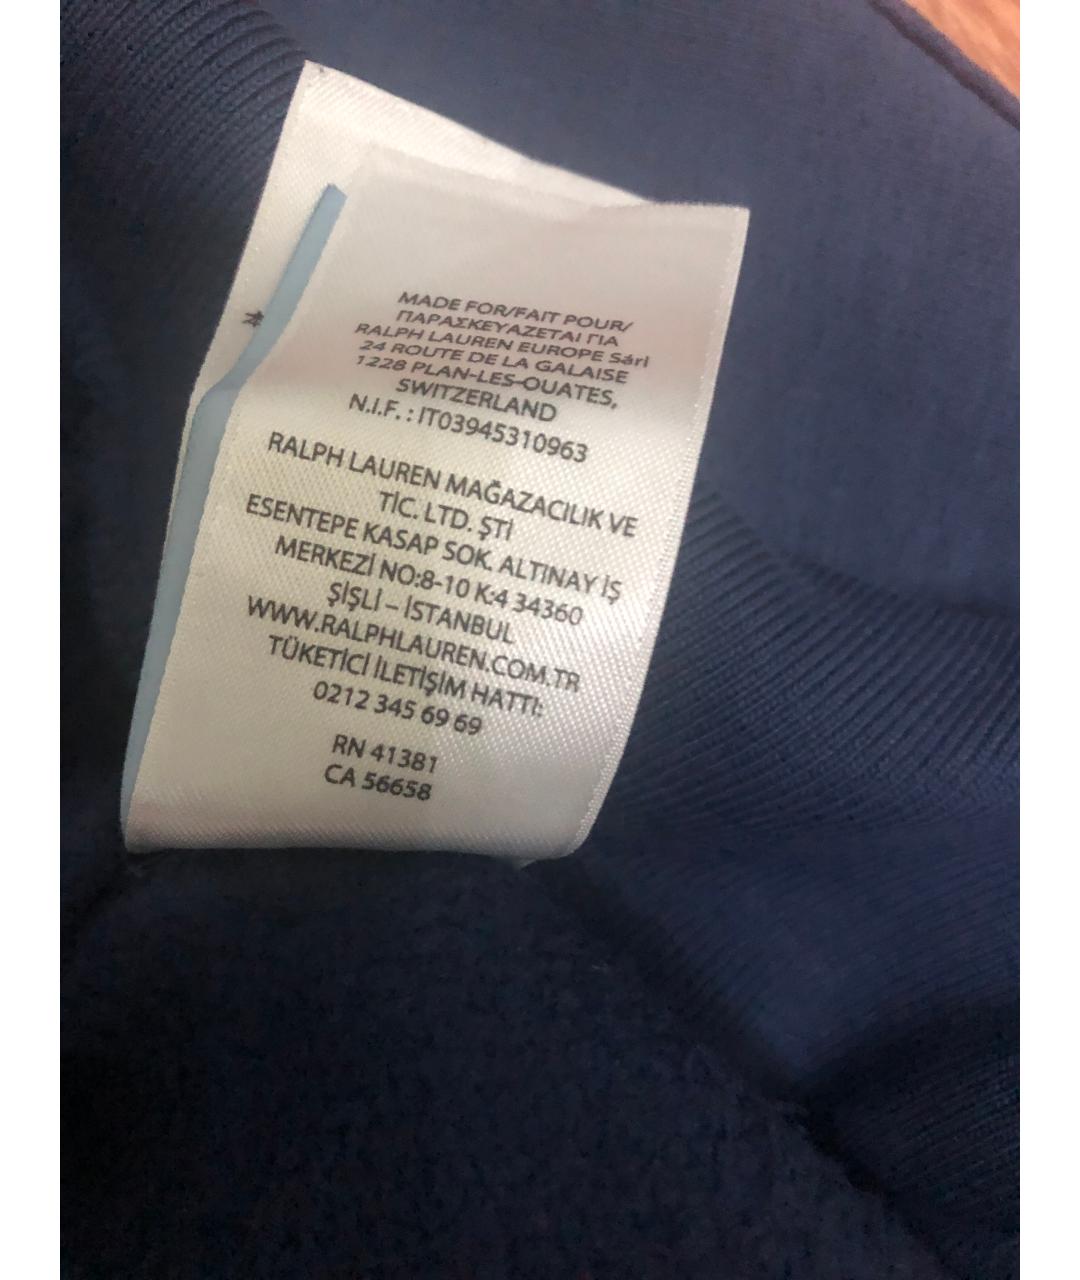 MADE FOR/FAIT POUR/
ΠΑΡΑΣΚΕΥΑΖΕΤΑΙ ΓΙΑ
RALPH LAUREN EUROPE Sárl
24 ROUTE DE LA GALAISE
1228 PLAN-LES-OUATES,
SWITZERLAND
N.I.F. : IT03945310963
RALPH LAUREN MAĞAZACILIK VE
TİC. LTD. ŞTİ
ESENTEPE KASAP SOK. ALTINAY İŞ
MERKEZİ NO:8-10 K:4 34360
ŞİŞLİ – İSTANBUL
WWW.RALPHLAUREN.COM.TR
TÜKETİCİ İLETİŞİM HATTI:
0212 345 69 69
RN 41381
CA 56658